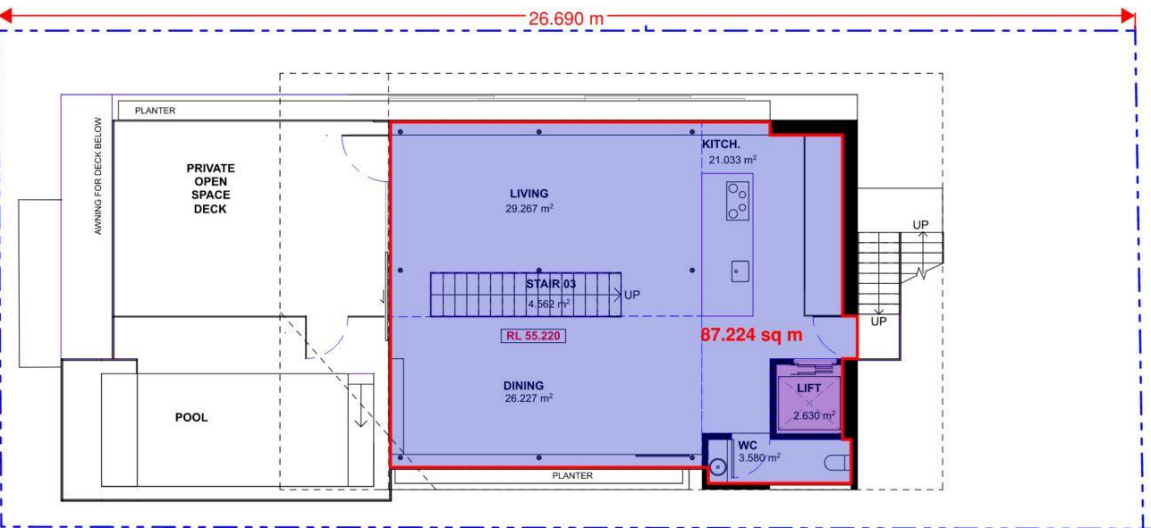 26.690 m
PLANTER
AWNING FOR DECK BELOW
PRIVATE
OPEN
SPACE
DECK
KITCH.
21.033 m²
LIVING
29.267 m²
UP
STAIR 03
4.562 m²
UP
UP
RL 55.220
87.224 sq m
DINING
26.227 m²
LIFT
2.630 m²
POOL
WC
3.580 m²
PLANTER